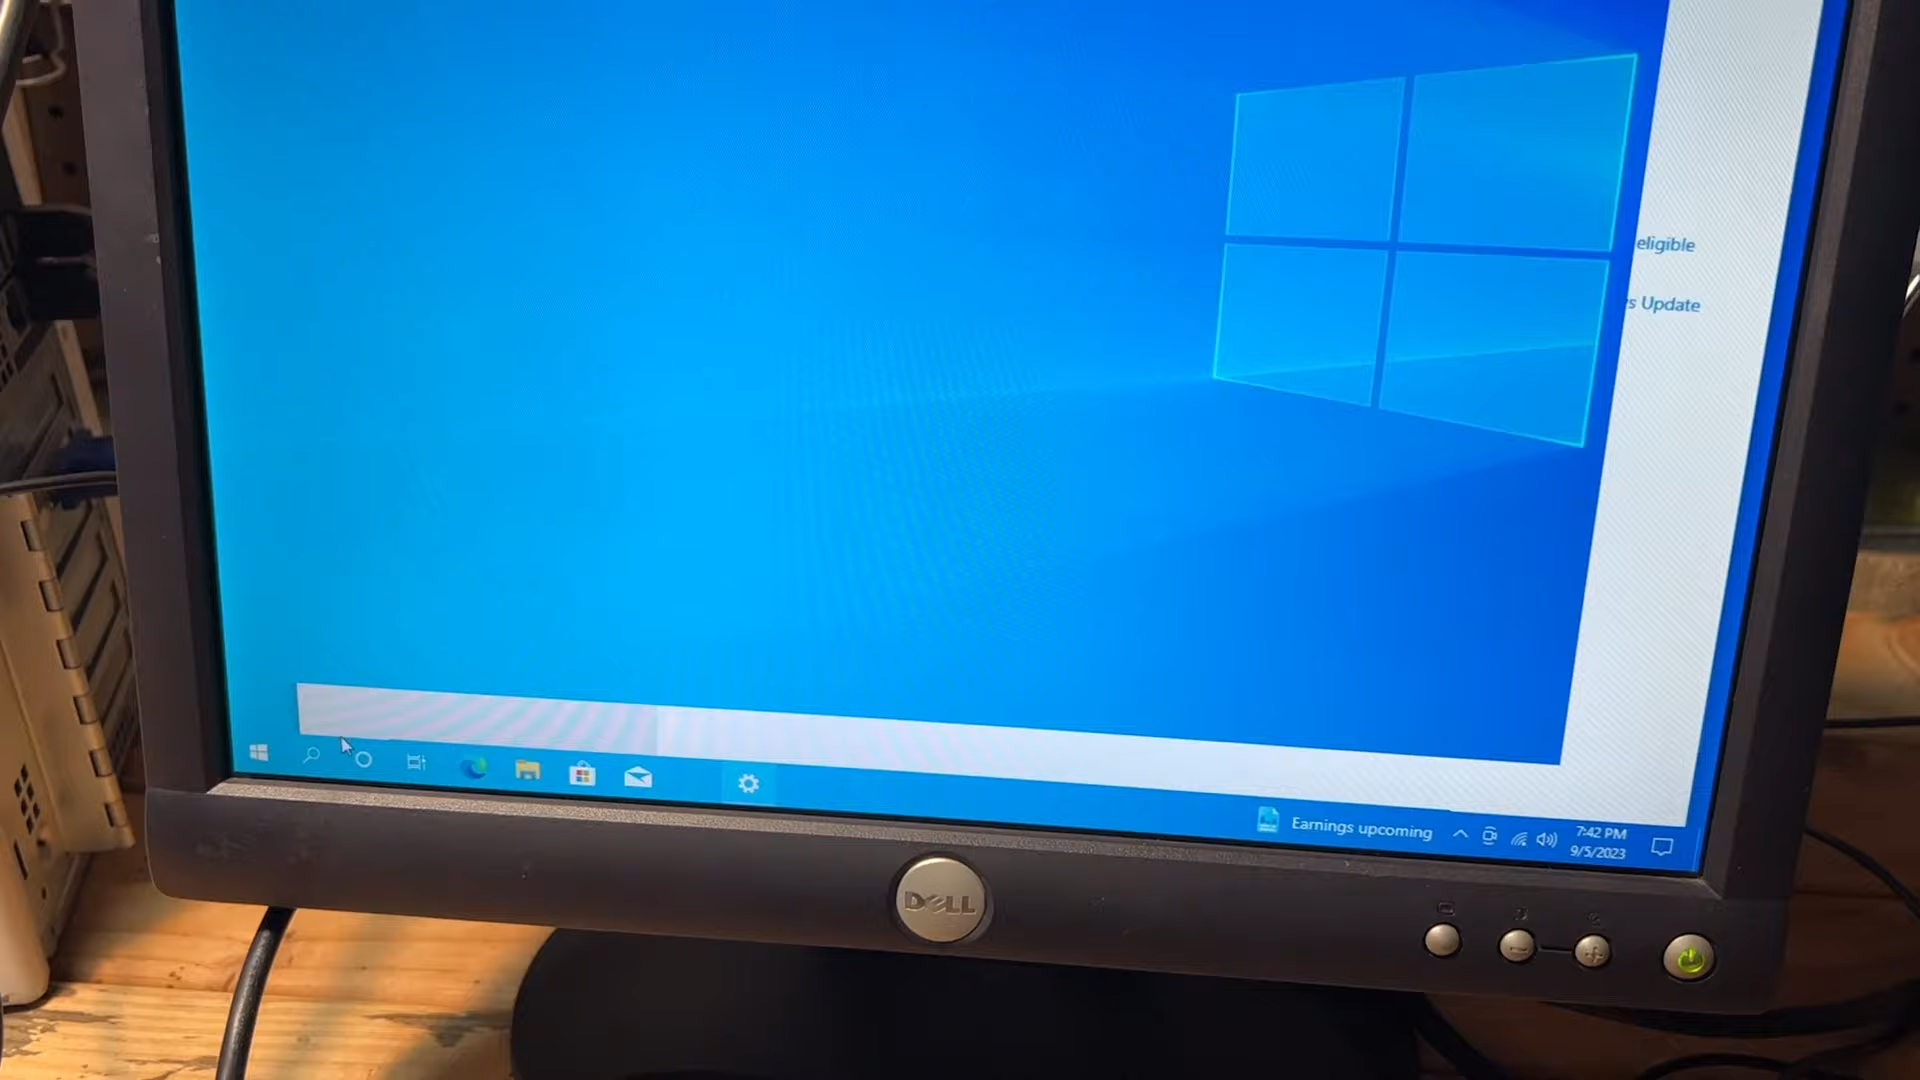 eligible
s Update
Earnings upcoming
7:42 PM
9/5/2023
DELL